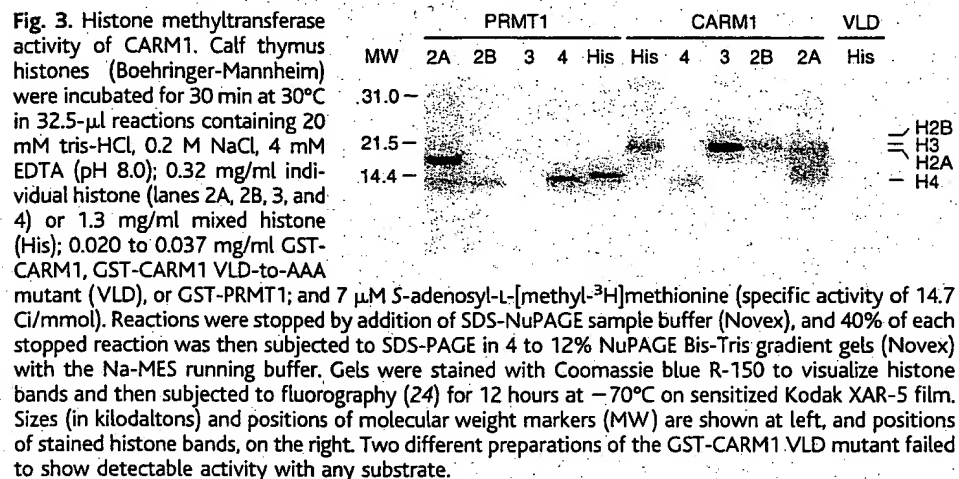 Fig. 3. Histone methyltransferase
activity of CARM1. Calf thymus
histones (Boehringer-Mannheim)
were incubated for 30 min at 30°C
in 32.5-μl reactions containing 20
mM tris-HCl, 0.2 M NaCl, 4 mM
EDTA (pH 8.0); 0.32 mg/ml indi-
vidual histone (lanes 2A, 2B, 3, and
4) or 1.3 mg/ml mixed histone
(His); 0.020 to 0.037 mg/ml GST-
CARM1, GST-CARM1 VLD-to-AAA
mutant (VLD), or GST-PRMT1; and 7 μM S-adenosyl-L-[methyl-³H]methionine (specific activity of 14.7
Ci/mmol). Reactions were stopped by addition of SDS-NuPAGE sample buffer (Novex), and 40% of each
stopped reaction was then subjected to SDS-PAGE in 4 to 12% NuPAGE Bis-Tris gradient gels (Novex)
with the Na-MES running buffer. Gels were stained with Coomassie blue R-150 to visualize histone
bands and then subjected to fluorography (24) for 12 hours at −70°C on sensitized Kodak XAR-5 film.
Sizes (in kilodaltons) and positions of molecular weight markers (MW) are shown at left, and positions
of stained histone bands, on the right. Two different preparations of the GST-CARM1 VLD mutant failed
to show detectable activity with any substrate.
PRMT1 CARM1 VLD
MW 2A 2B 3 4 His His 4 3 2B 2A His
31.0
21.5
14.4
H2B
H3
H2A
H4